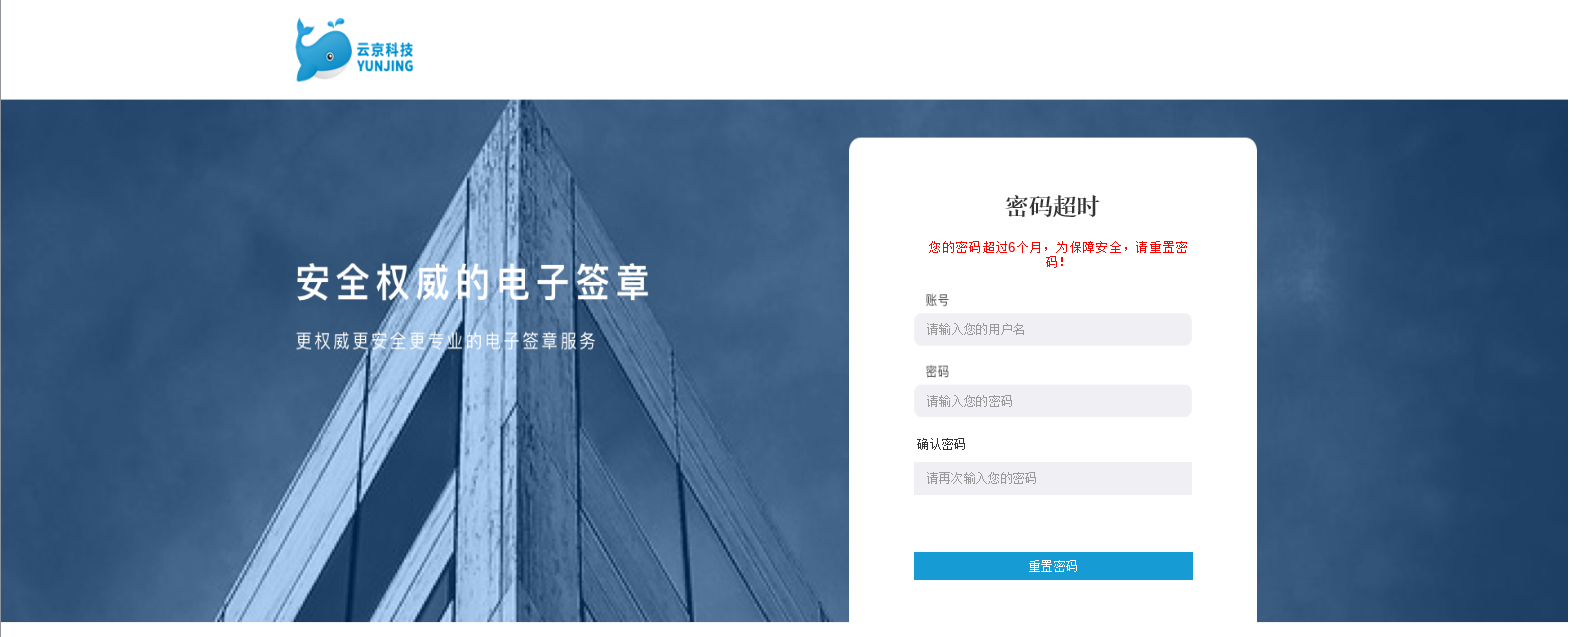 云京科技
YUNJING
安全权威的电子签章
更权威更安全更专业的电子签章服务
密码超时
您的密码超过6个月，为保障安全，请重置密
码！
账号
请输入您的用户名
密码
请输入您的密码
确认密码
请再次输入您的密码
重置密码